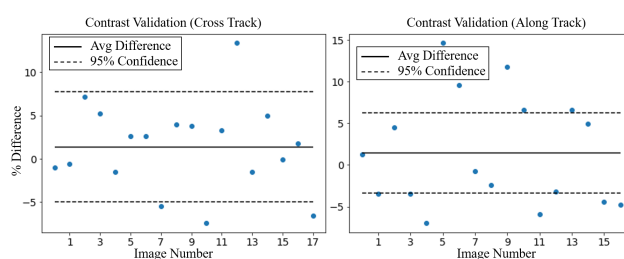 Contrast Validation (Cross Track)
Avg Difference
95% Confidence
% Difference
10
5
0
−5
1 3 5 7 9 11 13 15 17
Image Number
Contrast Validation (Along Track)
Avg Difference
95% Confidence
15
10
5
0
−5
1 3 5 7 9 11 13 15
Image Number